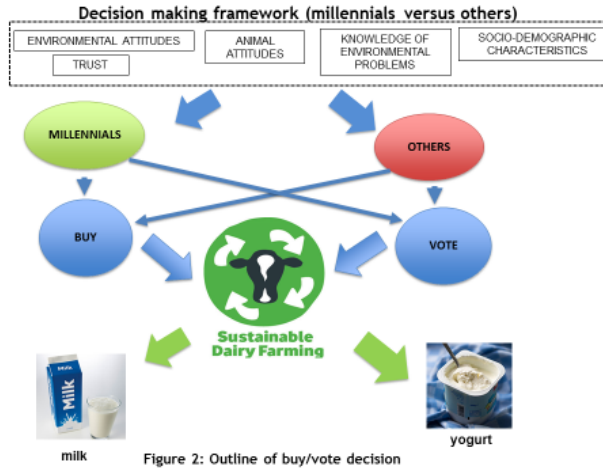 Decision making framework (millennials versus others)
ENVIRONMENTAL ATTITUDES
TRUST
ANIMAL
ATTITUDES
KNOWLEDGE OF
ENVIRONMENTAL
PROBLEMS
SOCIO-DEMOGRAPHIC
CHARACTERISTICS
MILLENNIALS
OTHERS
BUY
VOTE
Sustainable
Dairy Farming
Milk
Milk
milk
yogurt
Figure 2: Outline of buy/vote decision